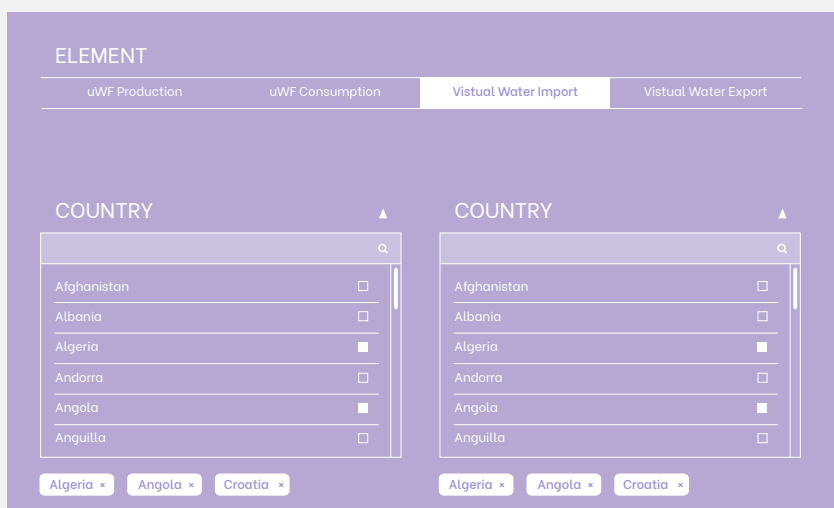 ELEMENT
uWF Production uWF Consumption Vistual Water Import Vistual Water Export
COUNTRY
Afghanistan
Albania
Algeria
Andorra
Angola
Anguilla
Algeria × Angola × Croatia ×
COUNTRY
Afghanistan
Albania
Algeria
Andorra
Angola
Anguilla
Algeria × Angola × Croatia ×